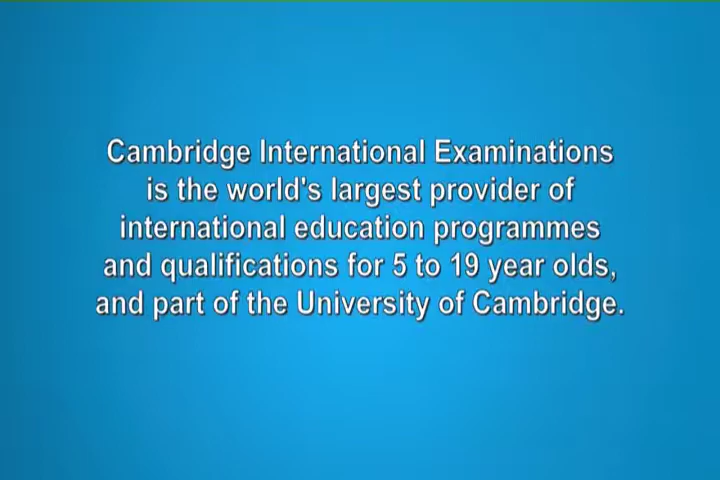 Cambridge International Examinations
is the world's largest provider of
international education programmes
and qualifications for 5 to 19 year olds,
and part of the University of Cambridge.